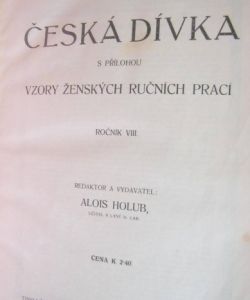 ČESKÁ DÍVKA
S PŘÍLOHOU
VZORY ŽENSKÝCH RUČNÍCH PRACÍ
ROČNÍK VIII.
REDAKTOR A VYDAVATEL:
ALOIS HOLUB,
CENA K 2·40